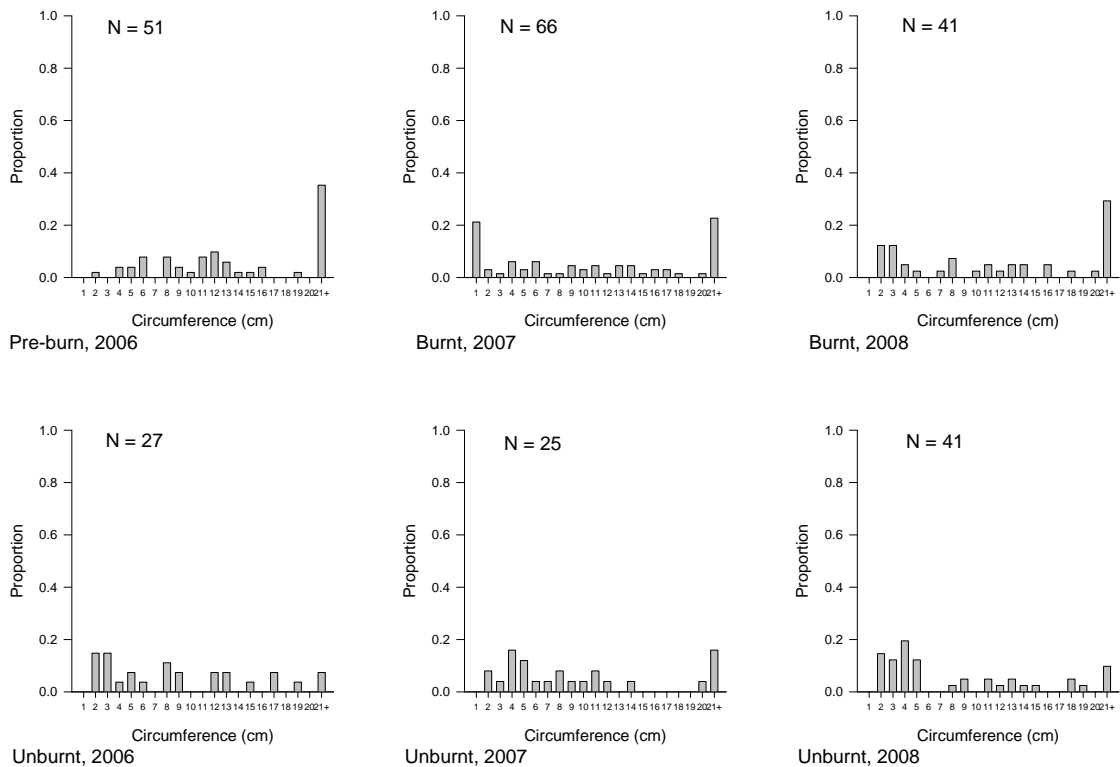 N = 51
1.0
0.8
0.6
0.4
0.2
0.0
Proportion
1 2 3 4 5 6 7 8 9 10 11 12 13 14 15 16 17 18 19 20 21+
Circumference (cm)
Pre-burn, 2006
N = 66
1.0
0.8
0.6
0.4
0.2
0.0
Proportion
1 2 3 4 5 6 7 8 9 10 11 12 13 14 15 16 17 18 19 20 21+
Circumference (cm)
Burnt, 2007
N = 41
1.0
0.8
0.6
0.4
0.2
0.0
Proportion
1 2 3 4 5 6 7 8 9 10 11 12 13 14 15 16 17 18 19 20 21+
Circumference (cm)
Burnt, 2008
N = 27
1.0
0.8
0.6
0.4
0.2
0.0
Proportion
1 2 3 4 5 6 7 8 9 10 11 12 13 14 15 16 17 18 19 20 21+
Circumference (cm)
Unburnt, 2006
N = 25
1.0
0.8
0.6
0.4
0.2
0.0
Proportion
1 2 3 4 5 6 7 8 9 10 11 12 13 14 15 16 17 18 19 20 21+
Circumference (cm)
Unburnt, 2007
N = 41
1.0
0.8
0.6
0.4
0.2
0.0
Proportion
1 2 3 4 5 6 7 8 9 10 11 12 13 14 15 16 17 18 19 20 21+
Circumference (cm)
Unburnt, 2008